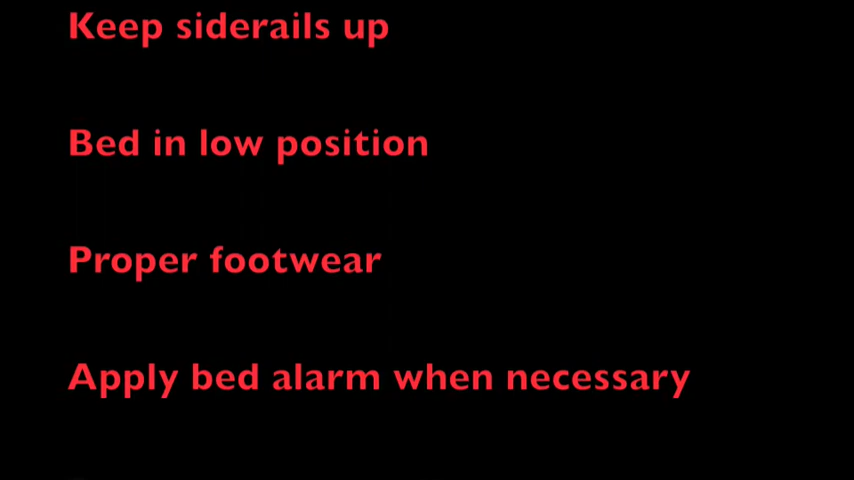 Keep siderails up
Bed in low position
Proper footwear
Apply bed alarm when necessary